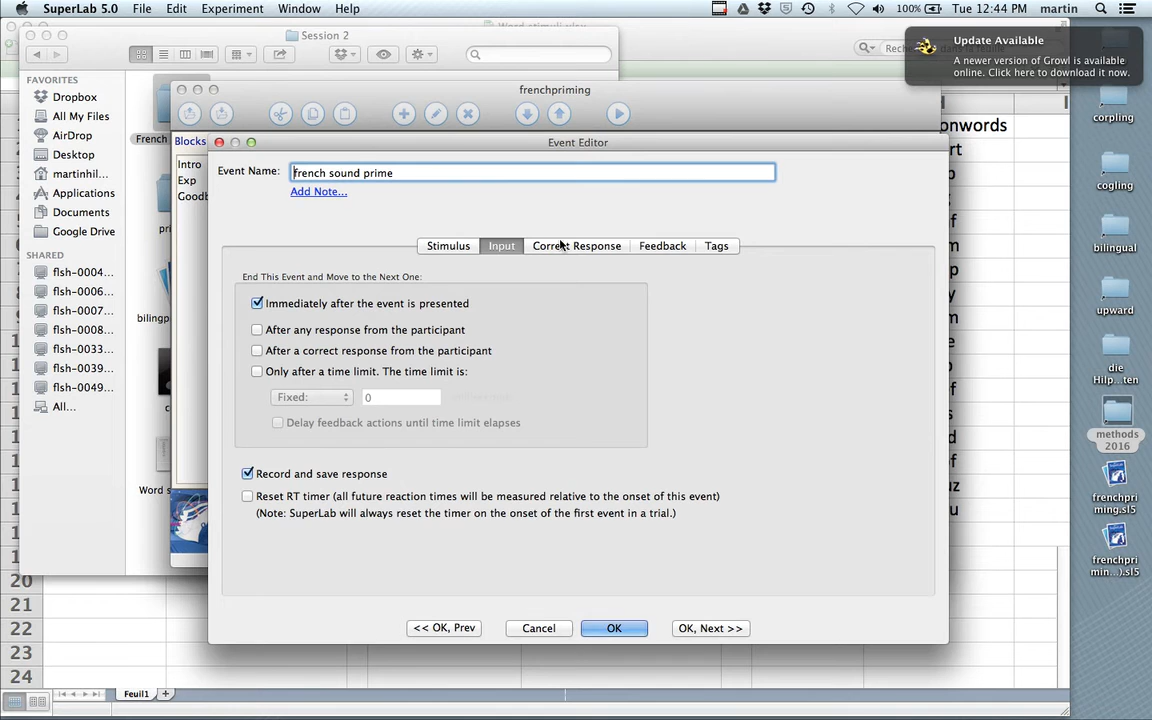 SuperLab 5.0 File Edit Experiment Window Help 100% Tue 12:44 PM martin
Session 2
Update Available
A newer version of Growl is available
online. Click here to download it now.
FAVORITES
Dropbox
All My Files
AirDrop
Desktop
martinhil...
Applications
Documents
Google Drive
SHARED
flsh-0004...
flsh-0006...
flsh-0007...
flsh-0008...
flsh-0033...
flsh-0039...
flsh-0049...
All...
French
bilingp
Word s
frenchpriming
Blocks
Intro
Exp
Goodb
Event Editor
Event Name: french sound prime
Add Note...
Stimulus Input Correct Response Feedback Tags
End This Event and Move to the Next One:
Immediately after the event is presented
After any response from the participant
After a correct response from the participant
Only after a time limit. The time limit is:
Fixed: 0
Delay feedback actions until time limit elapses
Record and save response
Reset RT timer (all future reaction times will be measured relative to the onset of this event)
(Note: SuperLab will always reset the timer on the onset of the first event in a trial.)
<< OK, Prev Cancel OK OK, Next >>
onwords
corpling
cogling
bilingual
upward
die
Hilp...ten
methods
2016
frenchpri
ming.sl5
frenchpri
min...).sl5
20
21
22
23
24
Feuil1